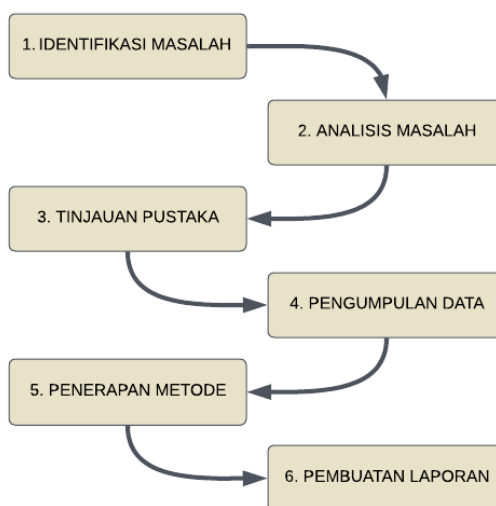 1. IDENTIFIKASI MASALAH
2. ANALISIS MASALAH
3. TINJAUAN PUSTAKA
4. PENGUMPULAN DATA
5. PENERAPAN METODE
6. PEMBUATAN LAPORAN